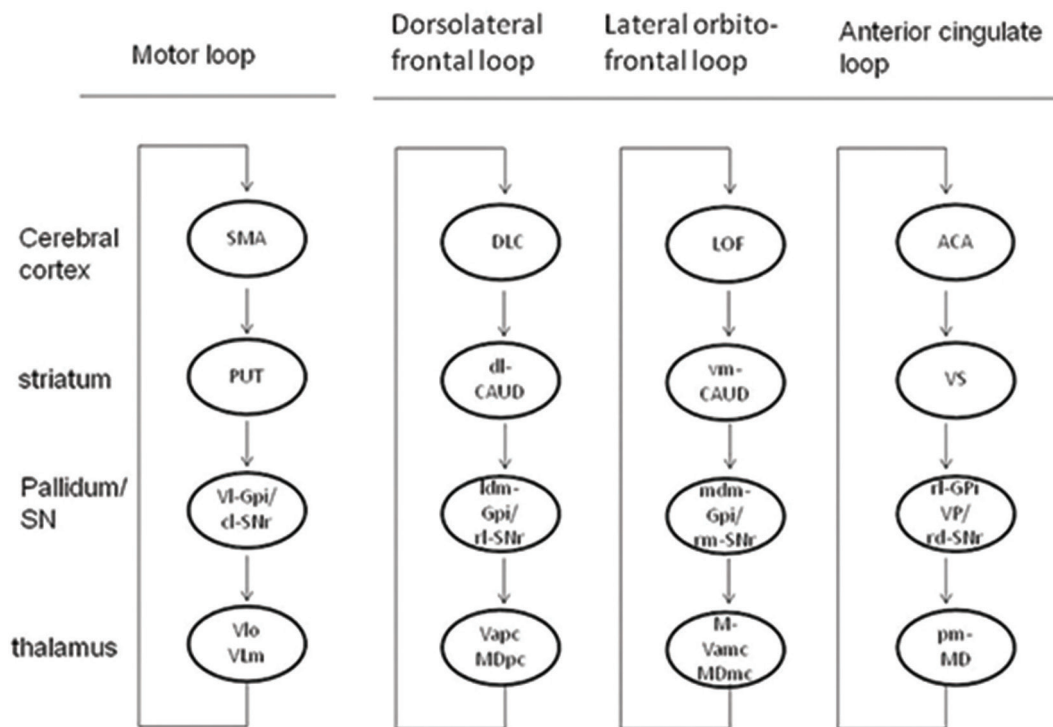 Motor loop
Dorsolateral
frontal loop
Lateral orbito-
frontal loop
Anterior cingulate
loop
Cerebral
cortex
SMA
DLC
LOF
ACA
striatum
PUT
dl-
CAUD
vm-
CAUD
VS
Pallidum/
SN
Vl-Gpi/
cl-SNr
ldm-
Gpi/
rl-SNr
mdm-
Gpi/
rm-SNr
rl-GPi
VP/
rd-SNr
thalamus
Vlo
VLm
Vapc
MDpc
M-
Vamc
MDmc
pm-
MD